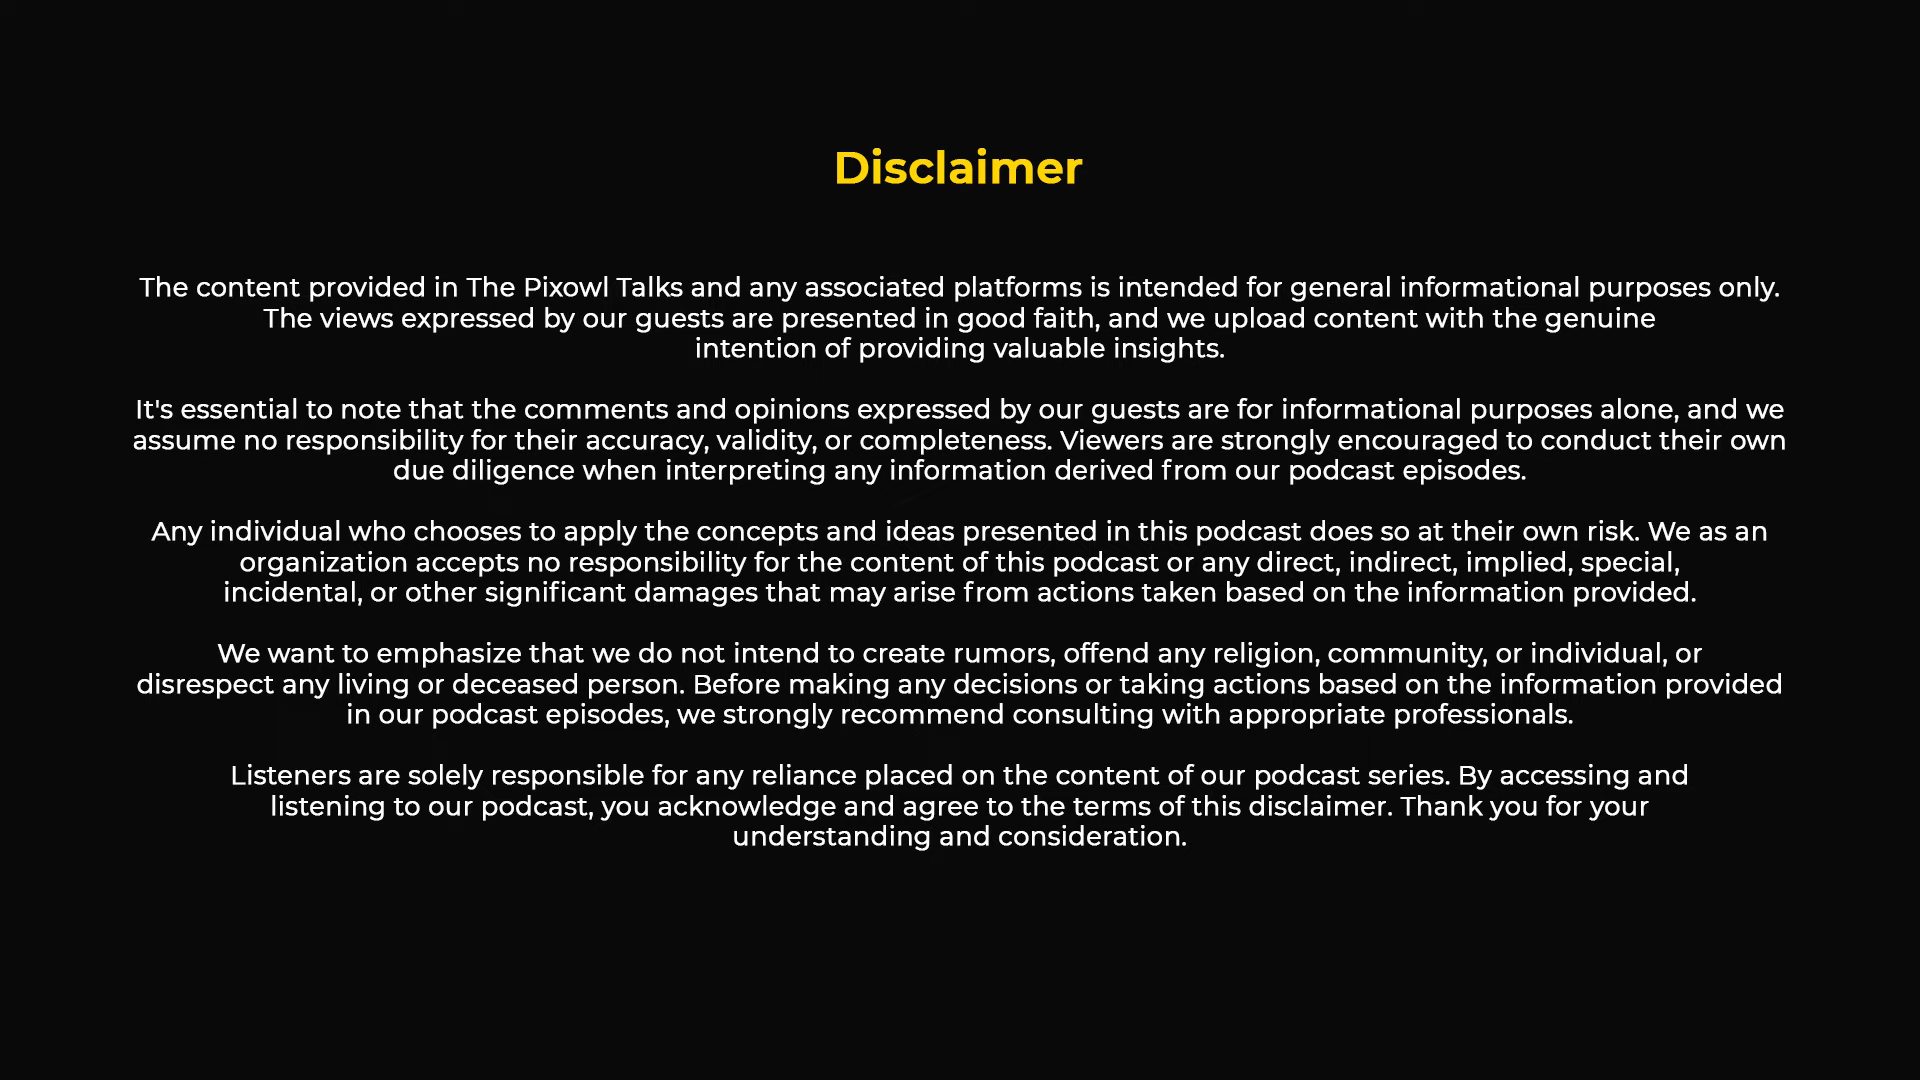 Disclaimer
The content provided in The Pixowl Talks and any associated platforms is intended for general informational purposes only.
The views expressed by our guests are presented in good faith, and we upload content with the genuine
intention of providing valuable insights.
It's essential to note that the comments and opinions expressed by our guests are for informational purposes alone, and we
assume no responsibility for their accuracy, validity, or completeness. Viewers are strongly encouraged to conduct their own
due diligence when interpreting any information derived from our podcast episodes.
Any individual who chooses to apply the concepts and ideas presented in this podcast does so at their own risk. We as an
organization accepts no responsibility for the content of this podcast or any direct, indirect, implied, special,
incidental, or other significant damages that may arise from actions taken based on the information provided.
We want to emphasize that we do not intend to create rumors, offend any religion, community, or individual, or
disrespect any living or deceased person. Before making any decisions or taking actions based on the information provided
in our podcast episodes, we strongly recommend consulting with appropriate professionals.
Listeners are solely responsible for any reliance placed on the content of our podcast series. By accessing and
listening to our podcast, you acknowledge and agree to the terms of this disclaimer. Thank you for your
understanding and consideration.